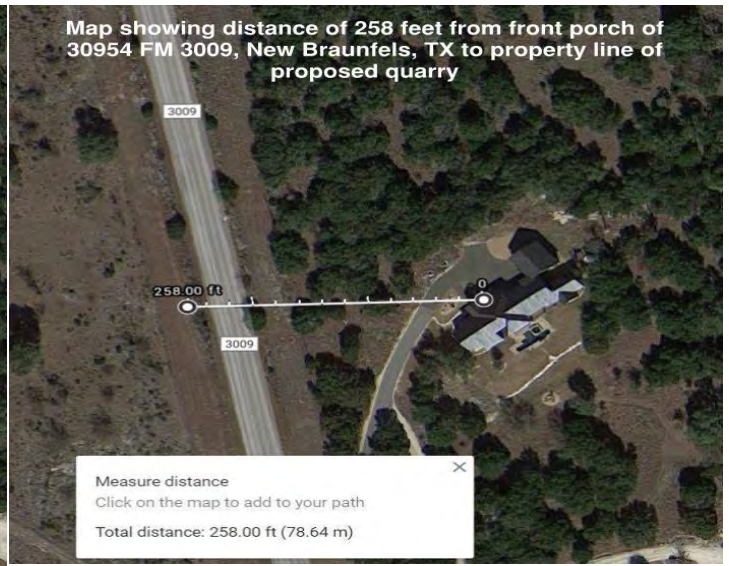 Map showing distance of 258 feet from front porch of
30954 FM 3009, New Braunfels, TX to property line of
proposed quarry
3009
258.00 ft
0
3009
Measure distance
Click on the map to add to your path
Total distance: 258.00 ft (78.64 m)